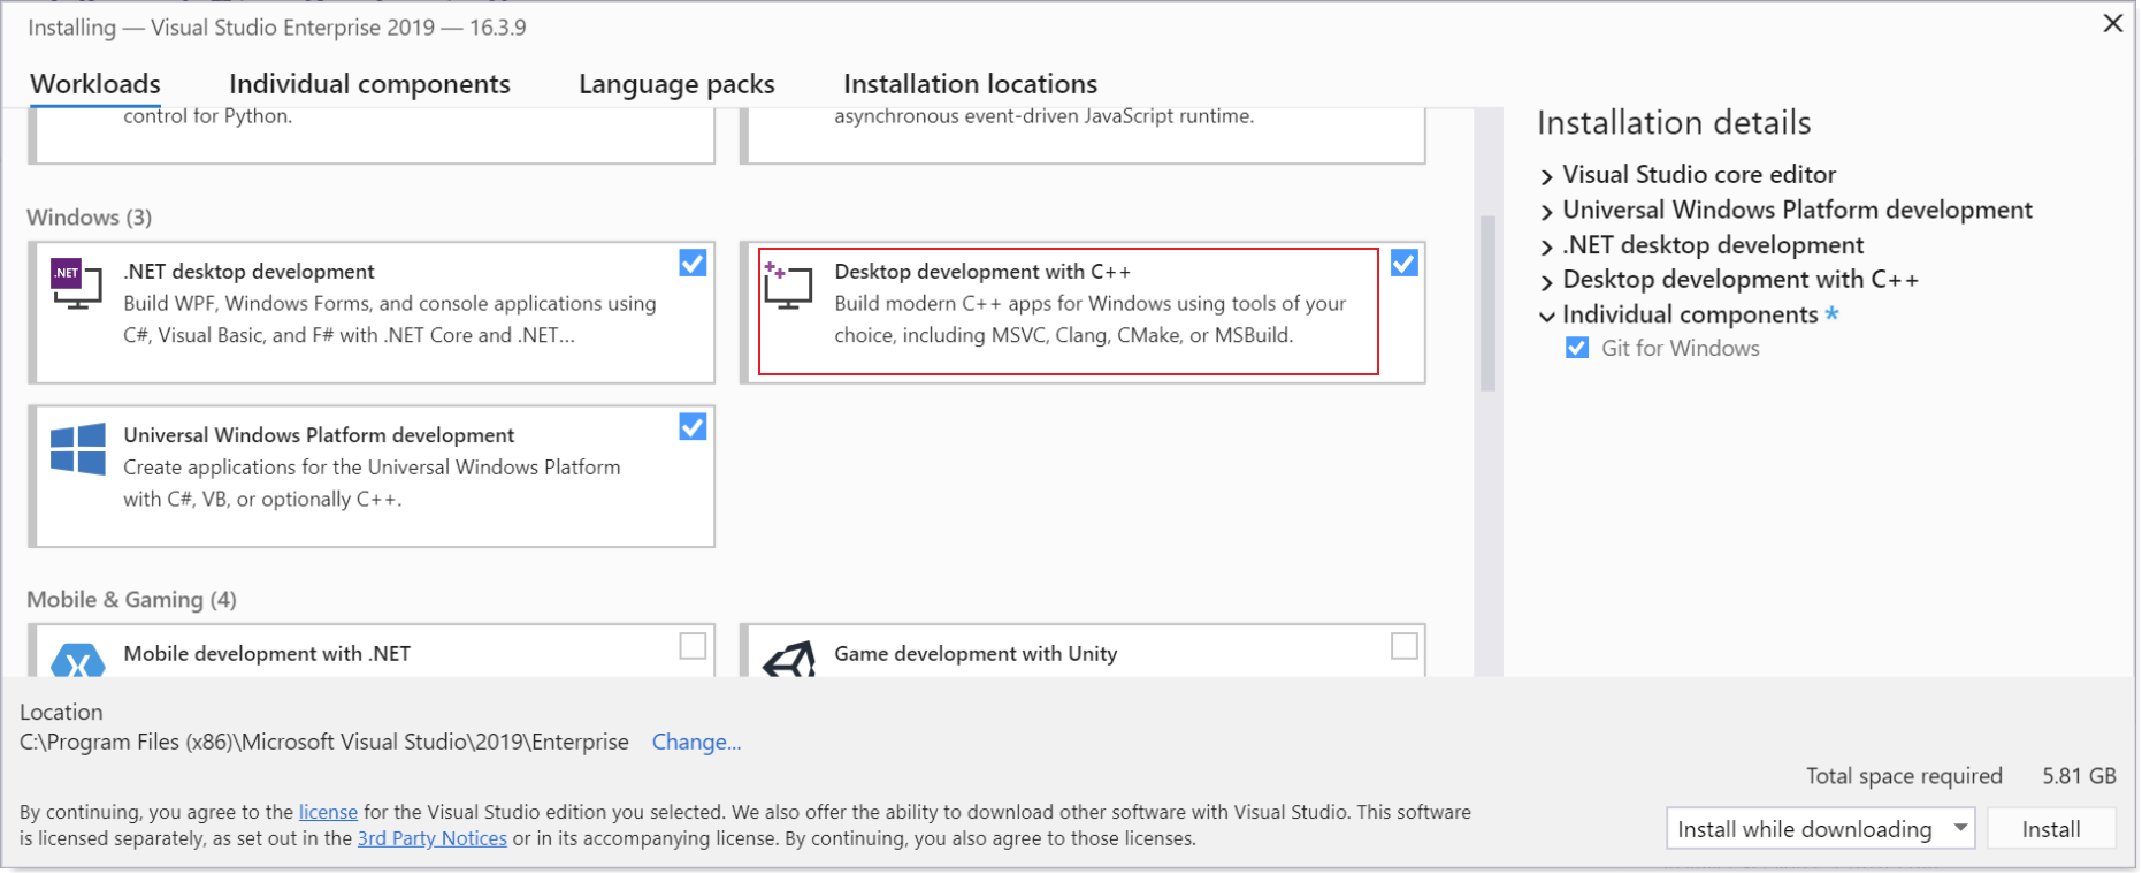 Installing — Visual Studio Enterprise 2019 — 16.3.9
Workloads
Individual components
Language packs
Installation locations
control for Python.
asynchronous event-driven JavaScript runtime.
Windows (3)
.NET
.NET desktop development
Build WPF, Windows Forms, and console applications using
C#, Visual Basic, and F# with .NET Core and .NET...
Desktop development with C++
Build modern C++ apps for Windows using tools of your
choice, including MSVC, Clang, CMake, or MSBuild.
Universal Windows Platform development
Create applications for the Universal Windows Platform
with C#, VB, or optionally C++.
Mobile & Gaming (4)
Mobile development with .NET
Game development with Unity
Installation details
Visual Studio core editor
Universal Windows Platform development
.NET desktop development
Desktop development with C++
Individual components *
Git for Windows
Location
C:\Program Files (x86)\Microsoft Visual Studio\2019\Enterprise Change...
Total space required 5.81 GB
By continuing, you agree to the license for the Visual Studio edition you selected. We also offer the ability to download other software with Visual Studio. This software
is licensed separately, as set out in the 3rd Party Notices or in its accompanying license. By continuing, you also agree to those licenses.
Install while downloading
Install